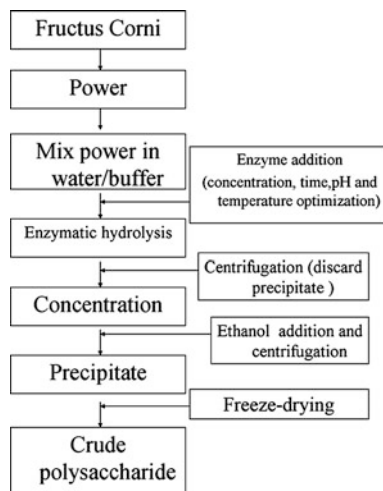 Fructus Corni
Power
Mix power in
water/buffer
Enzyme addition
(concentration, time,pH and
temperature optimization)
Enzymatic hydrolysis
Centrifugation (discard
precipitate )
Concentration
Ethanol addition and
centrifugation
Precipitate
Freeze-drying
Crude
polysaccharide